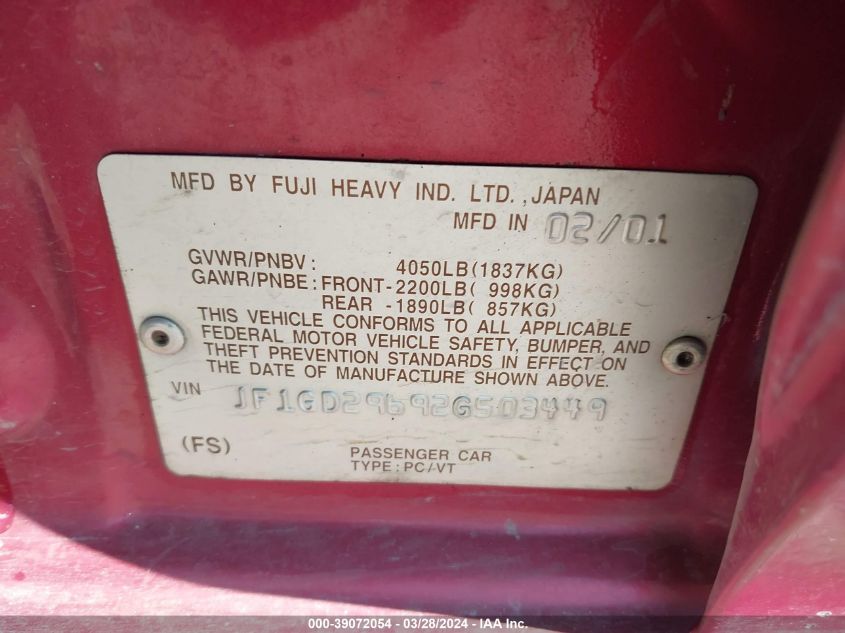 MFD BY FUJI HEAVY IND. LTD., JAPAN
MFD IN 02/01
GVWR/PNBV: 4050LB(1837KG)
GAWR/PNBE: FRONT-2200LB( 998KG)
REAR -1890LB( 857KG)
THIS VEHICLE CONFORMS TO ALL APPLICABLE
FEDERAL MOTOR VEHICLE SAFETY, BUMPER, AND
THEFT PREVENTION STANDARDS IN EFFECT ON
THE DATE OF MANUFACTURE SHOWN ABOVE.
VIN JF1GD29692G503449
(FS) PASSENGER CAR
TYPE: PC/VT
000-39072054 - 03/28/2024 - IAA Inc.